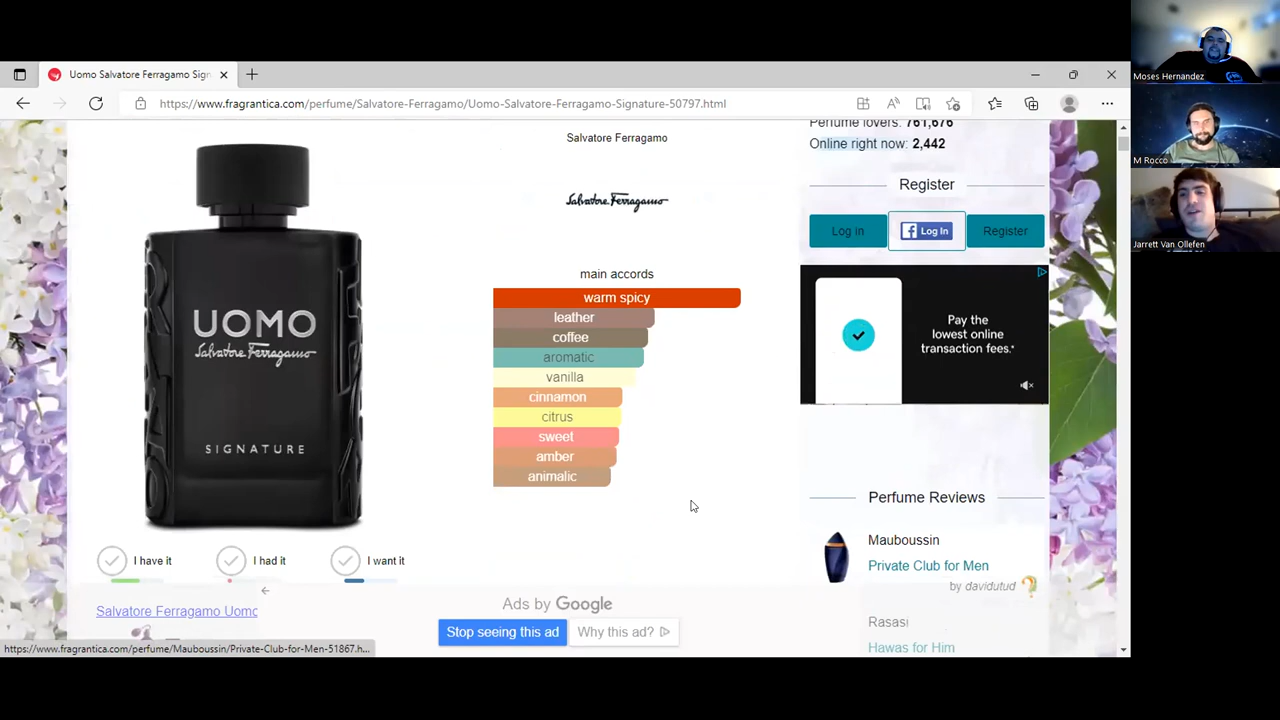 Uomo Salvatore Ferragamo Sign
https://www.fragrantica.com/perfume/Salvatore-Ferragamo/Uomo-Salvatore-Ferragamo-Signature-50797.html
Salvatore Ferragamo
Salvatore Ferragamo
UOMO
Salvatore Ferragamo
SIGNATURE
main accords
warm spicy
leather
coffee
aromatic
vanilla
cinnamon
citrus
sweet
amber
animalic
I have it
I had it
I want it
Salvatore Ferragamo Uomo
Ads by Google
Stop seeing this ad
Why this ad?
https://www.fragrantica.com/perfume/Mauboussin/Private-Club-for-Men-51867.h...
Perfume lovers: 761,676
Online right now: 2,442
Register
Log in
Log In
Register
Pay the
lowest online
transaction fees.*
Perfume Reviews
Mauboussin
Private Club for Men
by davidutud
Rasasi
Hawas for Him
Moses Hernandez
M Rocco
Jarrett Van Ollefen